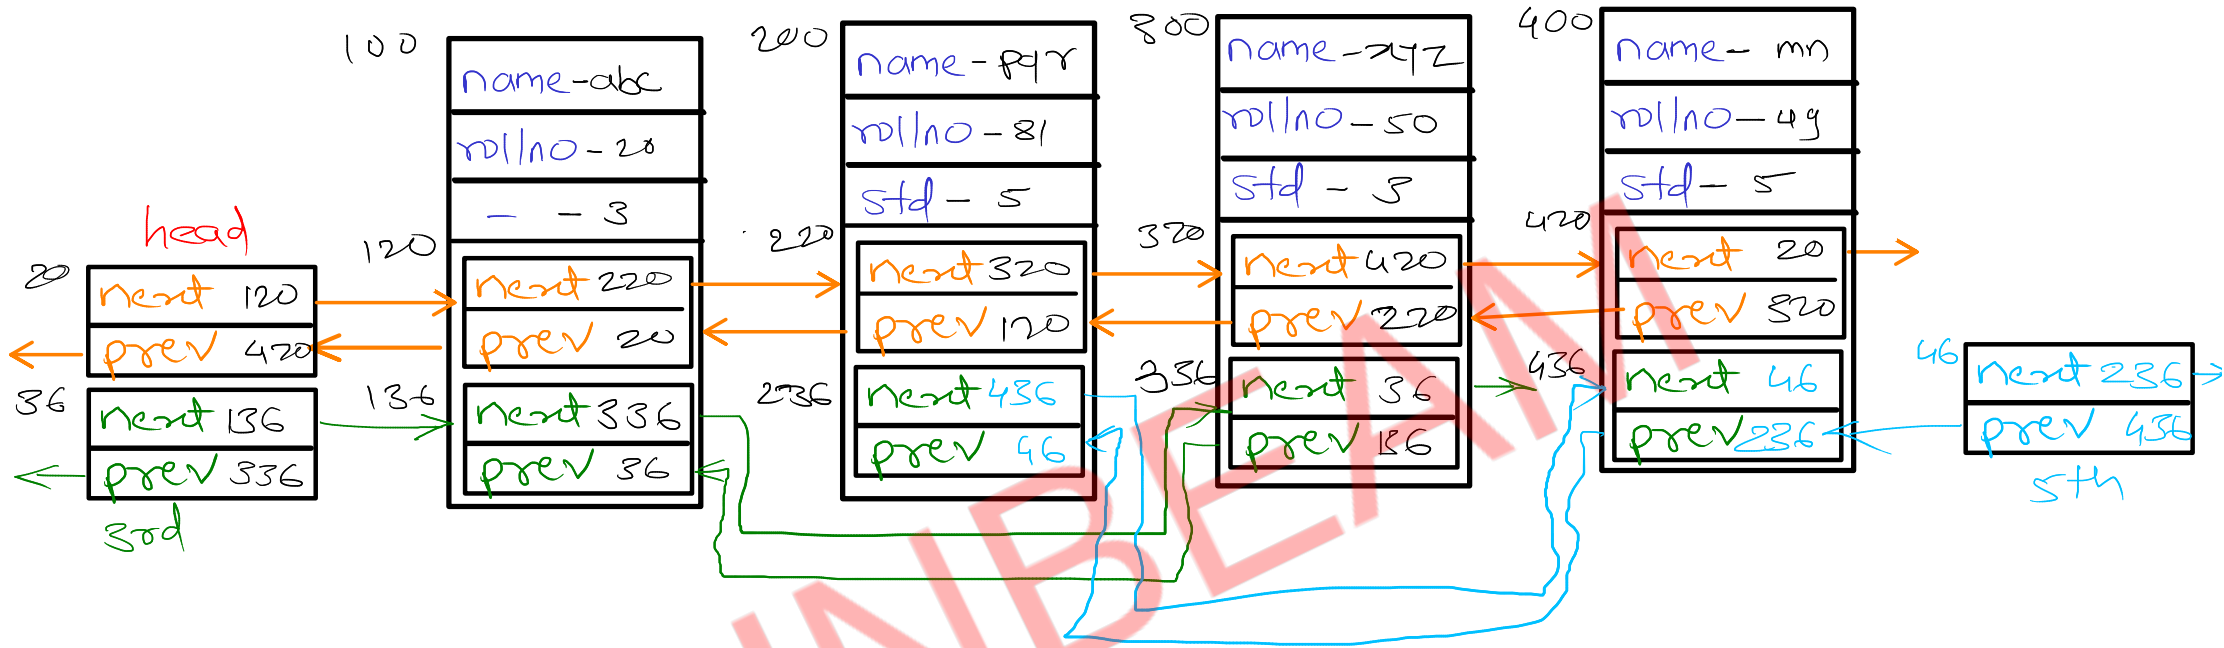 head
20
next 120
prev 420
36
next 136
prev 336
3rd
100
name-abc
rollno-20
- - 3
120
next 220
prev 20
136
next 336
prev 36
200
name-pqr
rollno-81
std-5
220
next 320
prev 120
236
next 436
prev 46
300
name-xyz
rollno-50
std-3
320
next 420
prev 220
336
next 36
prev 136
400
name-mn
rollno-49
std-5
420
next 20
prev 320
436
next 46
prev 236
46
next 236
prev 436
5th
NBEAM